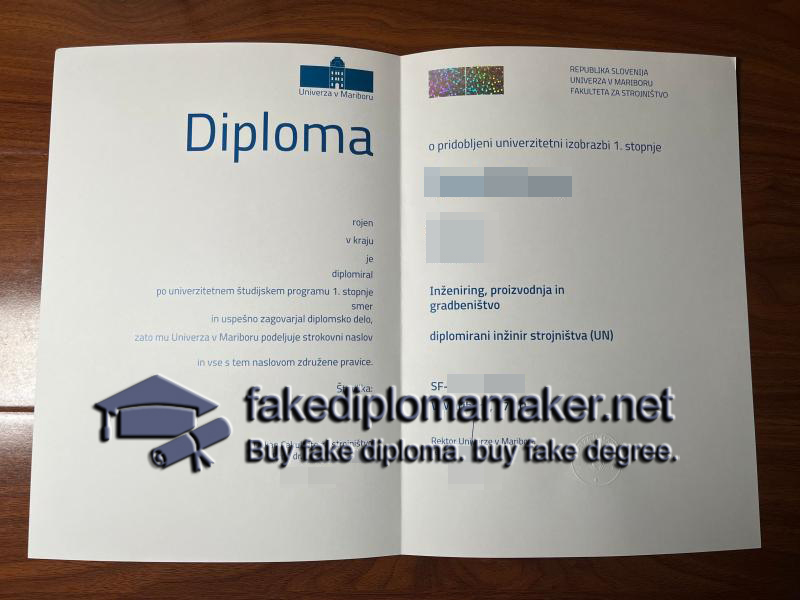 Univerza v Mariboru
Diploma
rojen
v kraju
je
diplomiral
po univerzitetnem študijskem programu 1. stopnje
smer
in uspešno zagovarjal diplomsko delo,
zato mu Univerza v Mariboru podeljuje strokovni naslov
in vse s tem naslovom združene pravice.
Številka:
REPUBLIKA SLOVENIJA
UNIVERZA V MARIBORU
FAKULTETA ZA STROJNIŠTVO
o pridobljeni univerzitetni izobrazbi 1. stopnje
Inženiring, proizvodnja in
gradbeništvo
diplomirani inžinir strojništva (UN)
SF-
Rektor Univerze v Mariboru
fakediplomamaker.net
Buy fake diploma. buy fake degree.